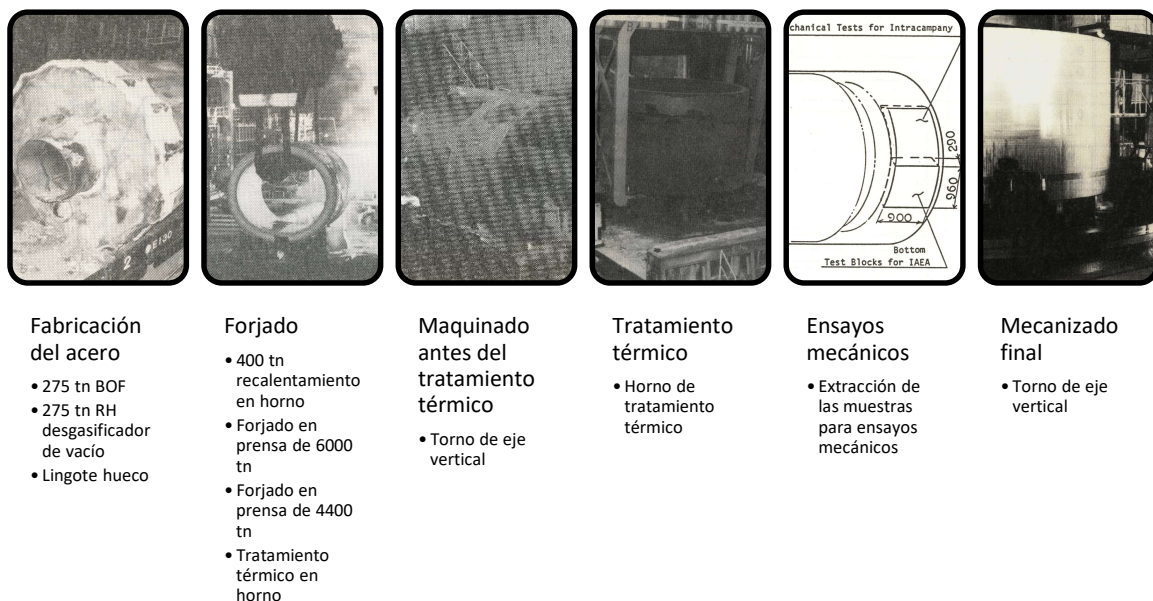 chanical Tests for Intracampany
290
960
900
Bottom
Test Blocks for IAEA
Fabricación
del acero
• 275 tn BOF
• 275 tn RH
desgasificador
de vacío
• Lingote hueco
Forjado
• 400 tn
recalentamiento
en horno
• Forjado en
prensa de 6000
tn
• Forjado en
prensa de 4400
tn
• Tratamiento
térmico en
horno
Maquinado
antes del
tratamiento
térmico
• Torno de eje
vertical
Tratamiento
térmico
• Horno de
tratamiento
térmico
Ensayos
mecánicos
• Extracción de
las muestras
para ensayos
mecánicos
Mecanizado
final
• Torno de eje
vertical